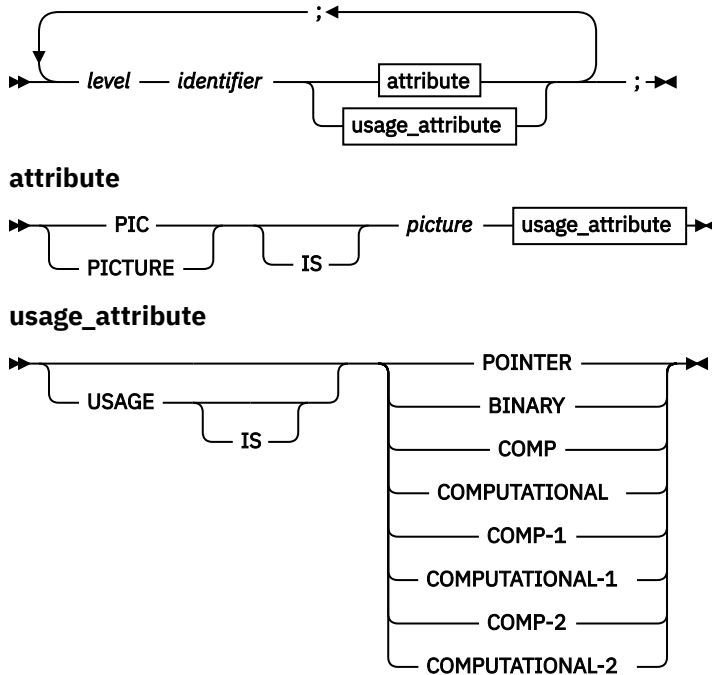 ;
level identifier attribute ;
usage_attribute
attribute
PIC picture usage_attribute
PICTURE IS
usage_attribute
POINTER
USAGE BINARY
IS COMP
COMPUTATIONAL
COMP-1
COMPUTATIONAL-1
COMP-2
COMPUTATIONAL-2